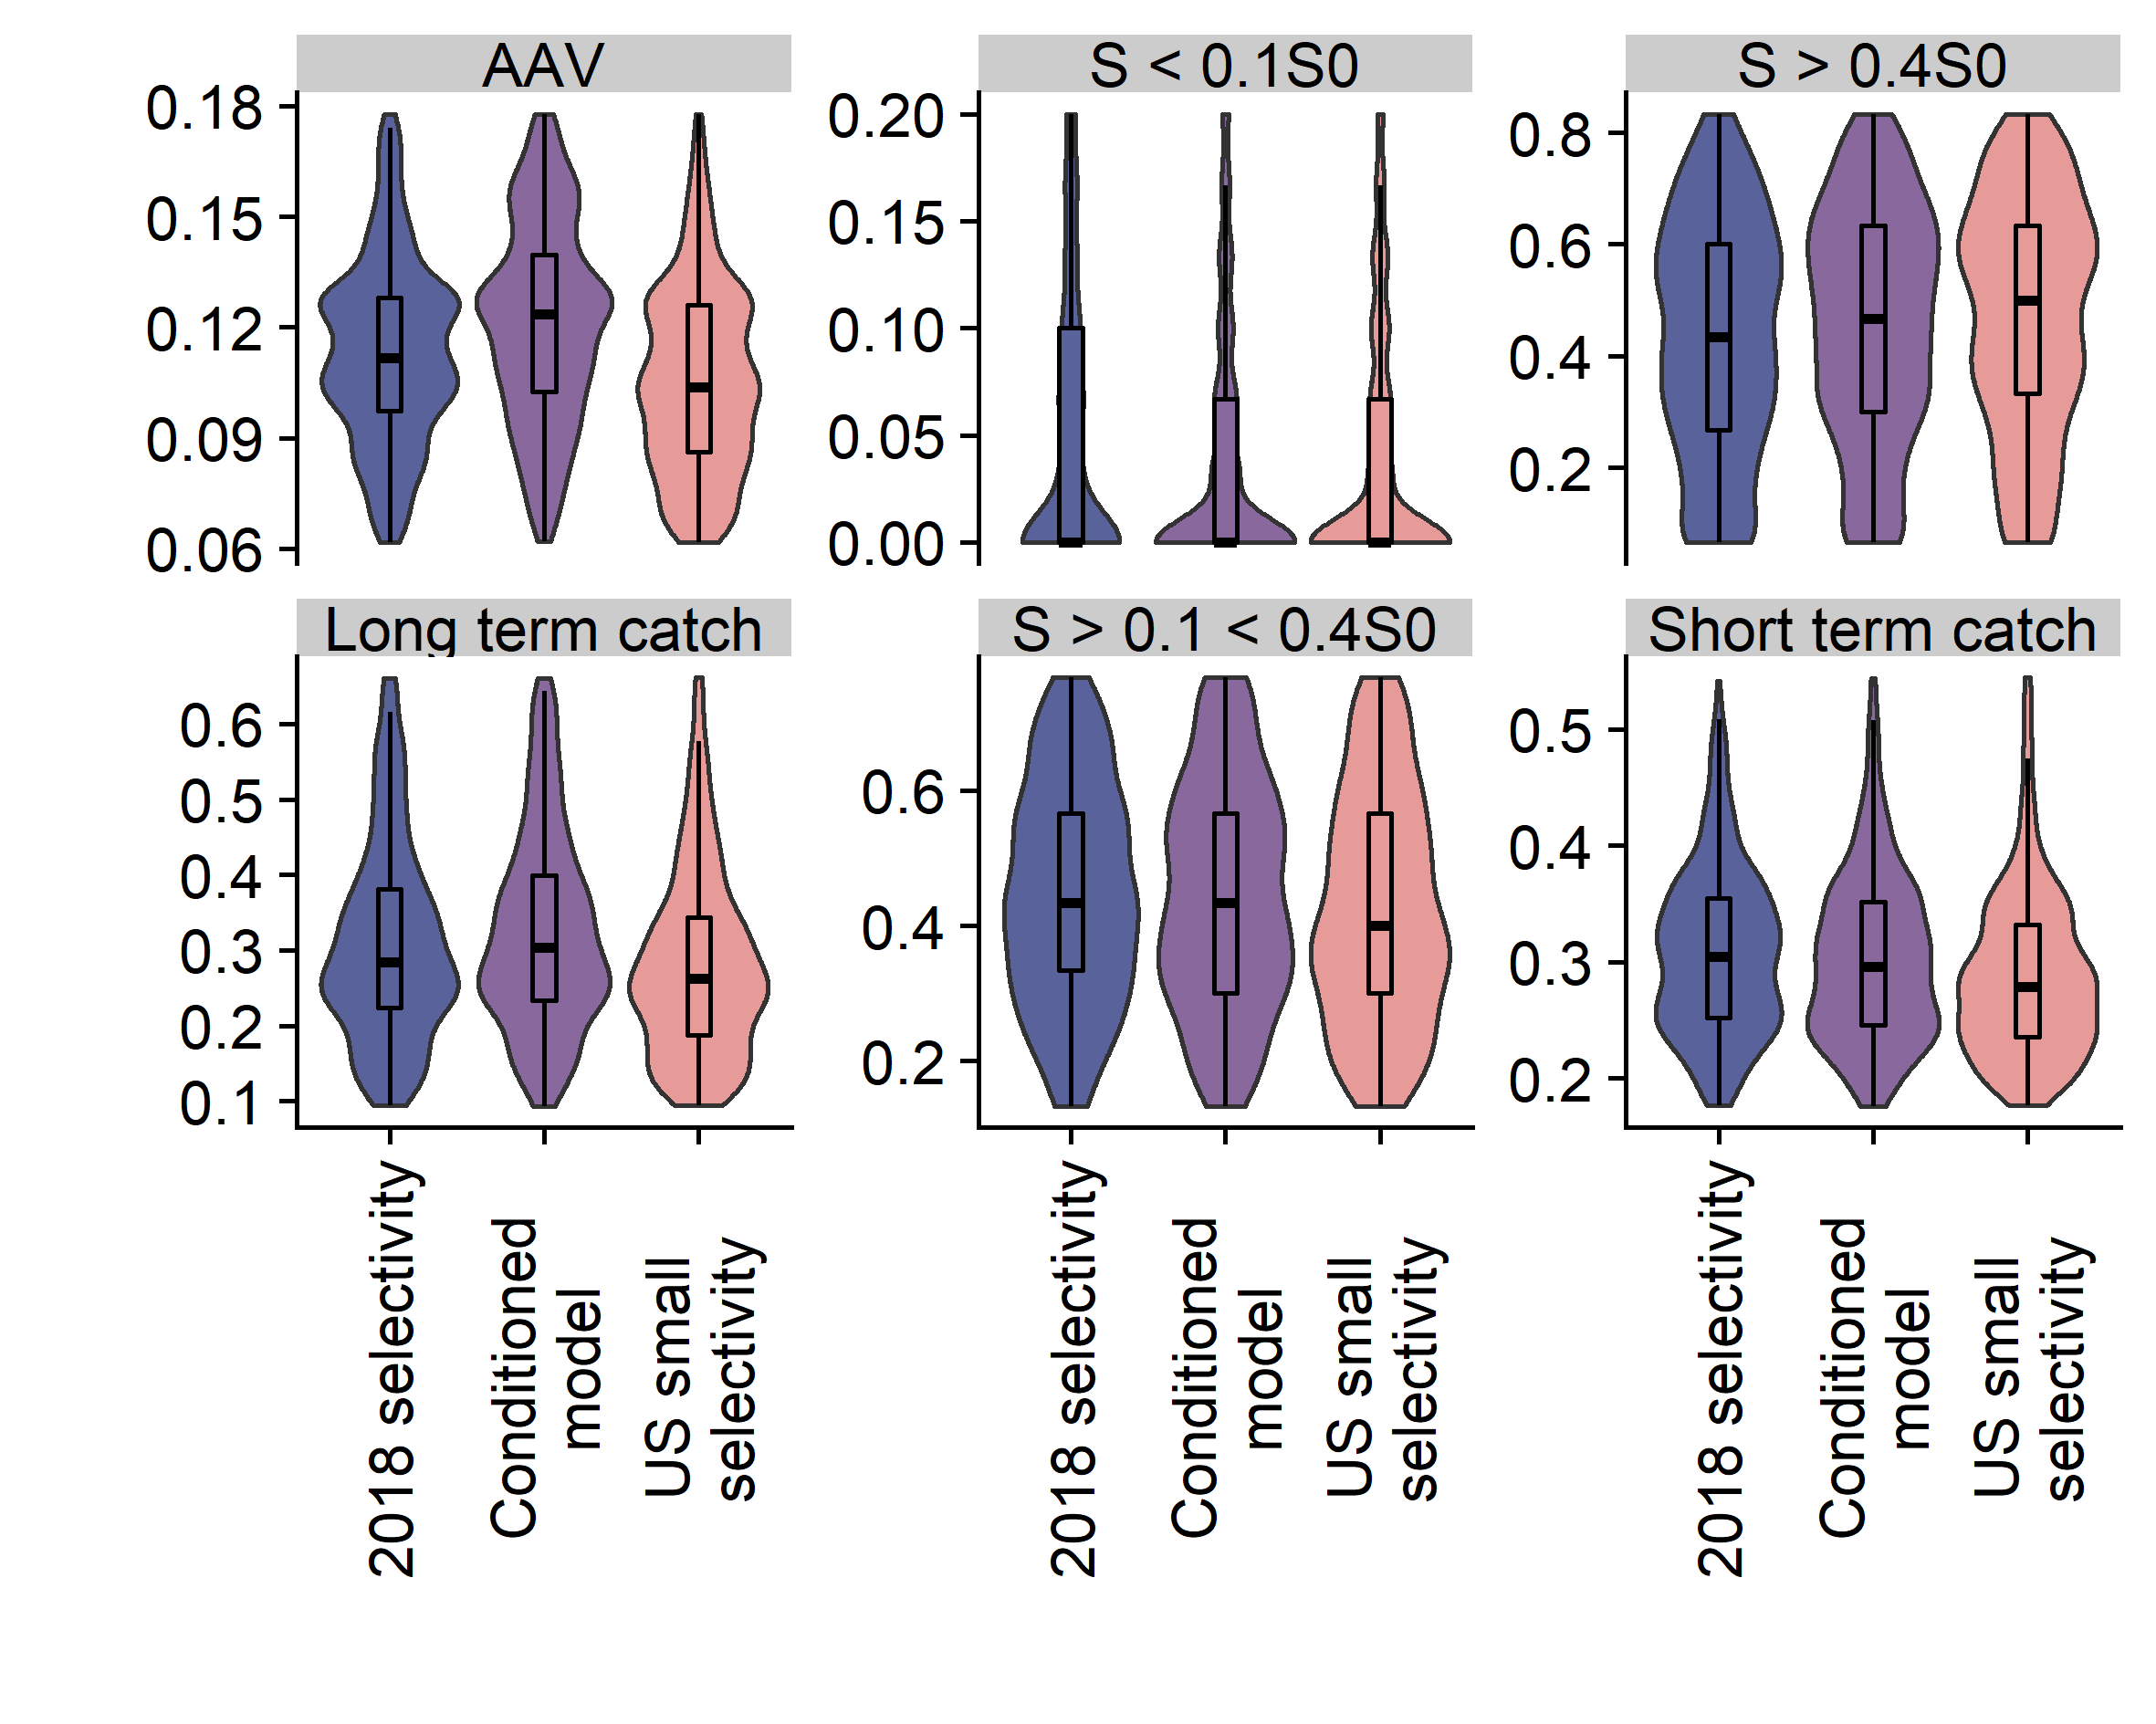 AAV
0.18
0.15
0.12
0.09
0.06
S < 0.1S0
0.20
0.15
0.10
0.05
0.00
S > 0.4S0
0.8
0.6
0.4
0.2
Long term catch
0.6
0.5
0.4
0.3
0.2
0.1
S > 0.1 < 0.4S0
0.6
0.4
0.2
Short term catch
0.5
0.4
0.3
0.2
2018 selectivity
Conditioned
model
US small
selectivity
2018 selectivity
Conditioned
model
US small
selectivity
2018 selectivity
Conditioned
model
US small
selectivity